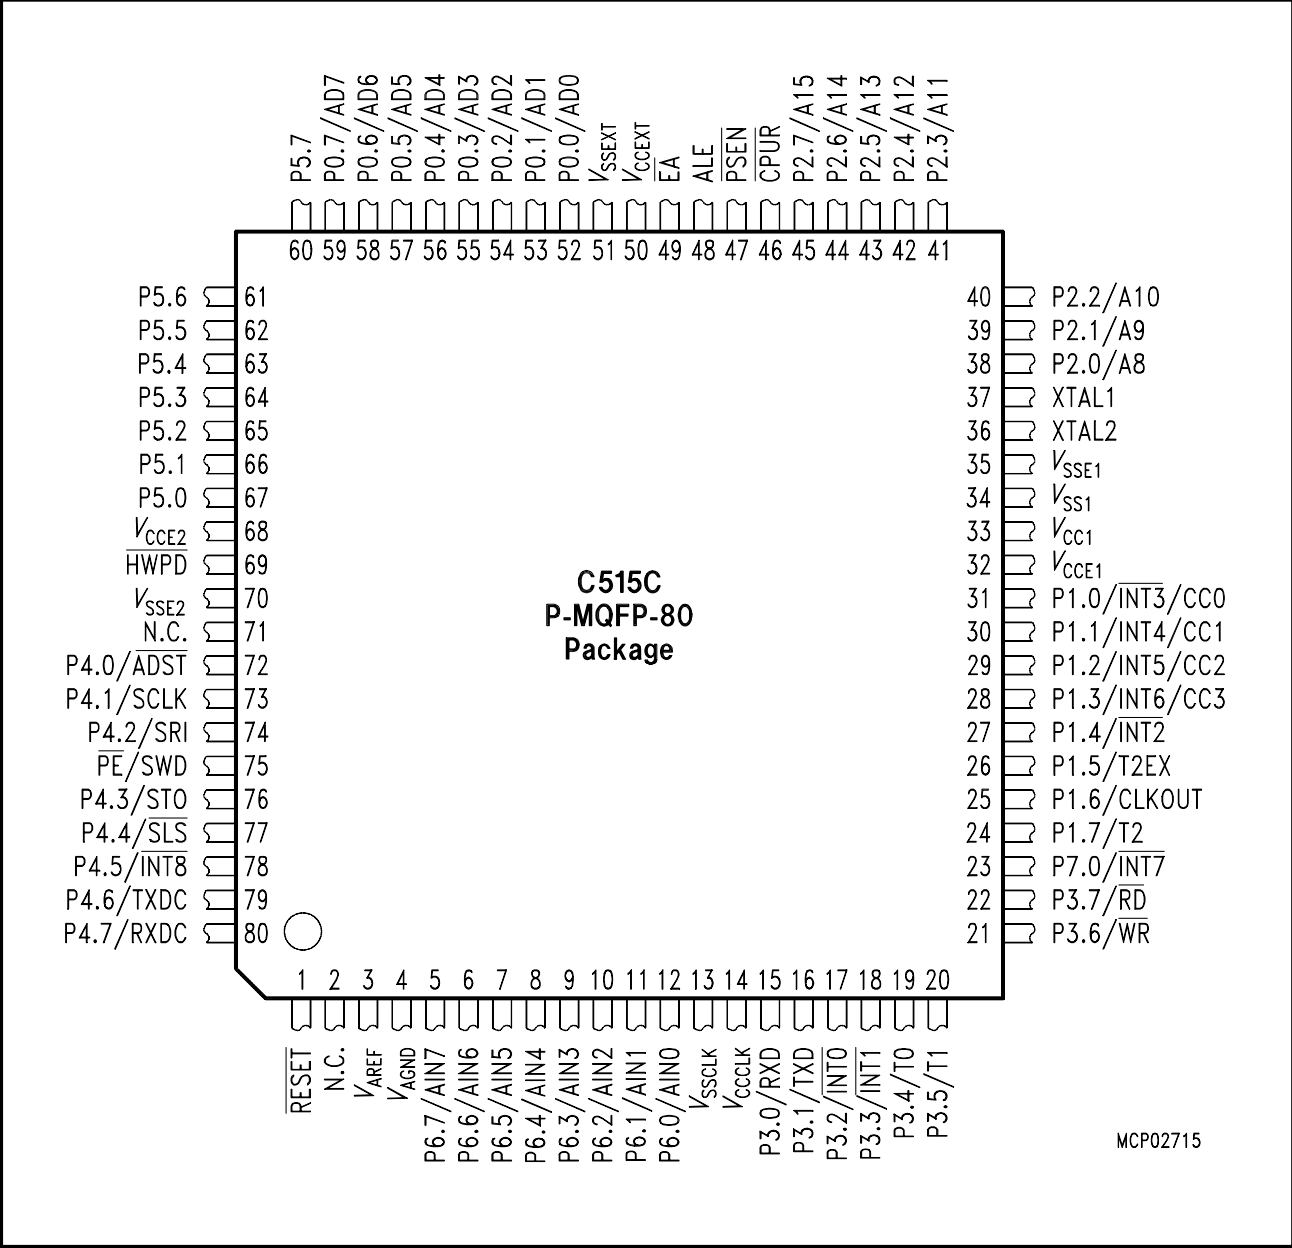 P5.7
P0.7/AD7
P0.6/AD6
P0.5/AD5
P0.4/AD4
P0.3/AD3
P0.2/AD2
P0.1/AD1
P0.0/AD0
VSSEXT
VCCEXT
EA
ALE
PSEN
CPUR
P2.7/A15
P2.6/A14
P2.5/A13
P2.4/A12
P2.3/A11
60 59 58 57 56 55 54 53 52 51 50 49 48 47 46 45 44 43 42 41
P5.6 61
P5.5 62
P5.4 63
P5.3 64
P5.2 65
P5.1 66
P5.0 67
VCCE2 68
HWPD 69
VSSE2 70
N.C. 71
P4.0/ADST 72
P4.1/SCLK 73
P4.2/SRI 74
PE/SWD 75
P4.3/STO 76
P4.4/SLS 77
P4.5/INT8 78
P4.6/TXDC 79
P4.7/RXDC 80
C515C
P-MQFP-80
Package
40 P2.2/A10
39 P2.1/A9
38 P2.0/A8
37 XTAL1
36 XTAL2
35 VSSE1
34 VSS1
33 VCC1
32 VCCE1
31 P1.0/INT3/CC0
30 P1.1/INT4/CC1
29 P1.2/INT5/CC2
28 P1.3/INT6/CC3
27 P1.4/INT2
26 P1.5/T2EX
25 P1.6/CLKOUT
24 P1.7/T2
23 P7.0/INT7
22 P3.7/RD
21 P3.6/WR
1 2 3 4 5 6 7 8 9 10 11 12 13 14 15 16 17 18 19 20
RESET
N.C.
VAREF
VAGND
P6.7/AIN7
P6.6/AIN6
P6.5/AIN5
P6.4/AIN4
P6.3/AIN3
P6.2/AIN2
P6.1/AIN1
P6.0/AIN0
VSSCLK
VCCCLK
P3.0/RXD
P3.1/TXD
P3.2/INT0
P3.3/INT1
P3.4/T0
P3.5/T1
MCP02715